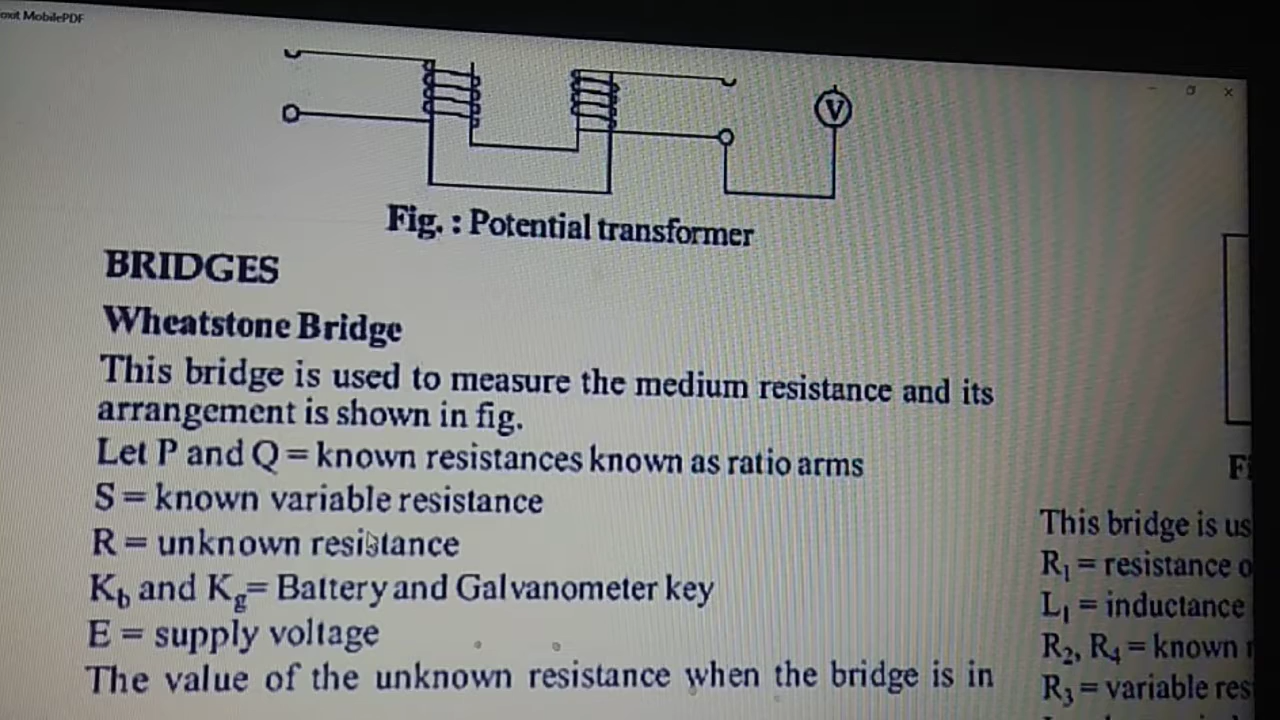 MobilePDF
V
Fig. : Potential transformer
BRIDGES
Wheatstone Bridge
This bridge is used to measure the medium resistance and its
arrangement is shown in fig.
Let P and Q = known resistances known as ratio arms
S = known variable resistance
R = unknown resistance
K_b and K_g = Battery and Galvanometer key
E = supply voltage
The value of the unknown resistance when the bridge is in
This bridge is
R₁ = resistance
L₁ = inductance
R₂, R₄ = known
R₃ = variable